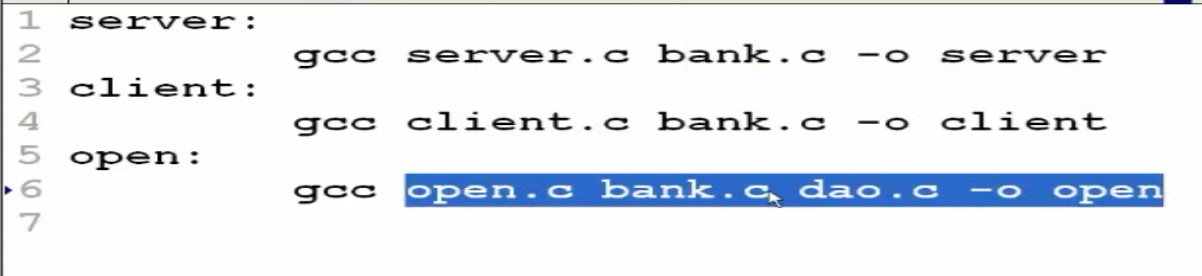 1 server:
2 gcc server.c bank.c -o server
3 client:
4 gcc client.c bank.c -o client
5 open:
6 gcc open.c bank.c dao.c -o open
7